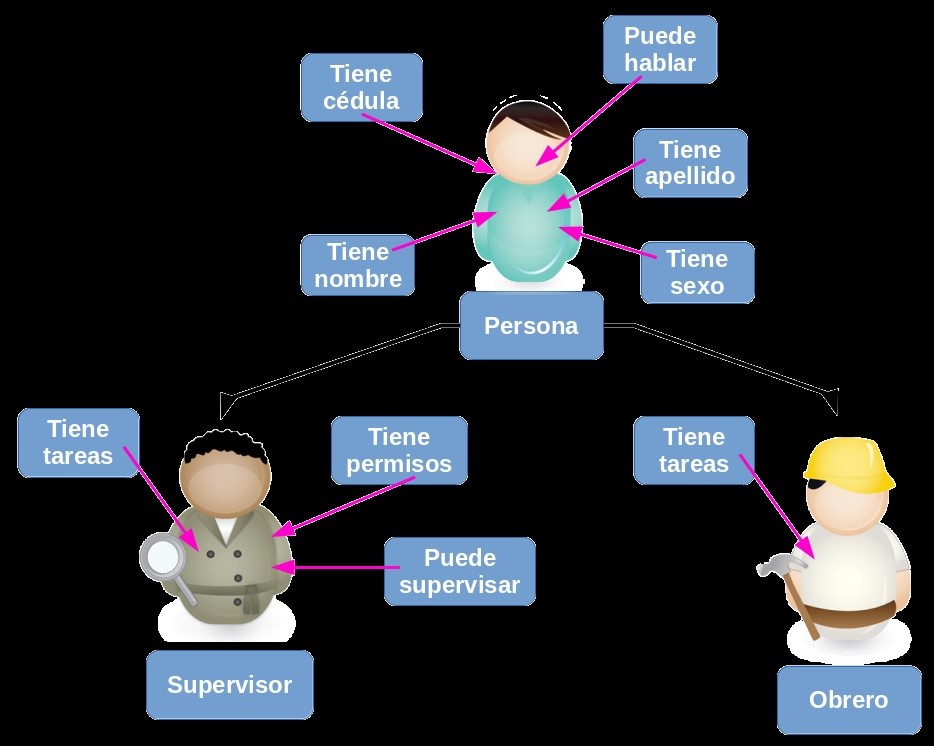 Puede
hablar
Tiene
cédula
Tiene
apellido
Tiene
nombre
Tiene
sexo
Persona
Tiene
tareas
Tiene
permisos
Tiene
tareas
Puede
supervisar
Supervisor
Obrero